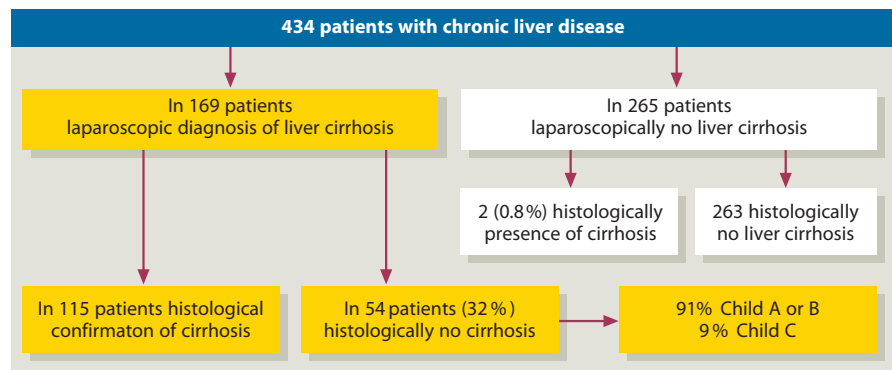 434 patients with chronic liver disease
In 169 patients
laparoscopic diagnosis of liver cirrhosis
In 265 patients
laparoscopically no liver cirrhosis
2 (0.8%) histologically
presence of cirrhosis
263 histologically
no liver cirrhosis
In 115 patients histological
confirmaton of cirrhosis
In 54 patients (32%)
histologically no cirrhosis
91% Child A or B
9% Child C